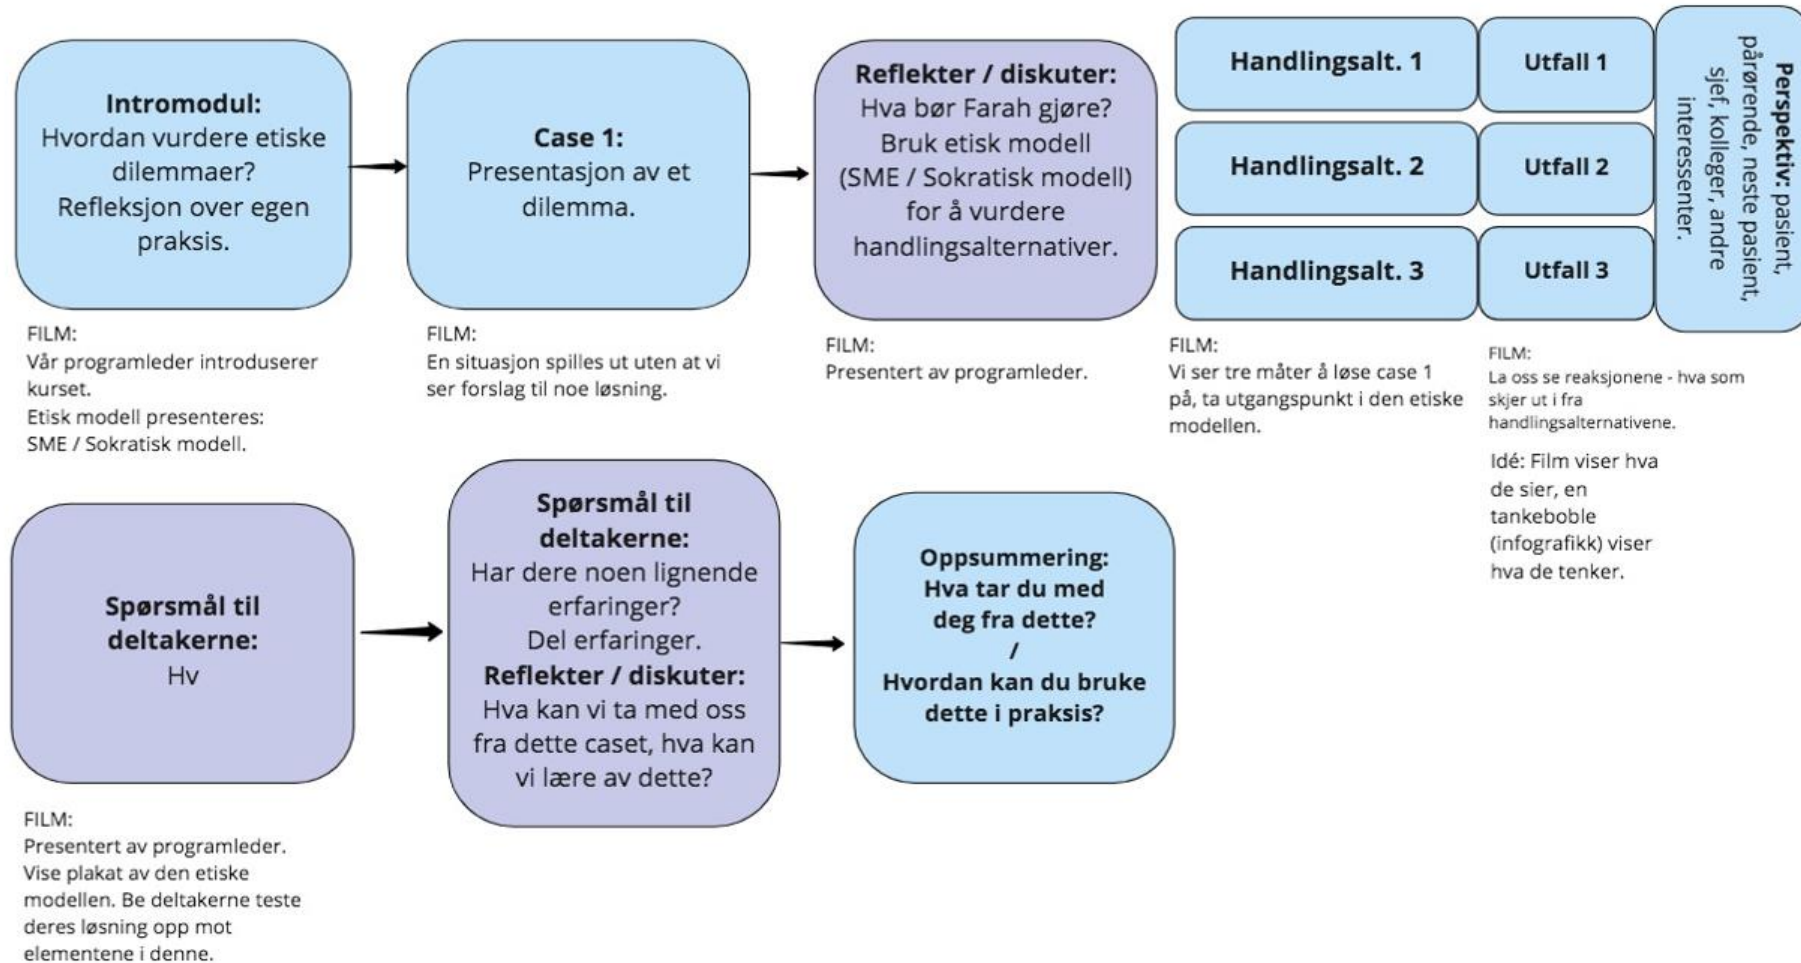 Intromodul:
Hvordan vurdere etiske
dilemmaer?
Refleksjon over egen
praksis.
FILM:
Vår programleder introduserer
kurset.
Etisk modell presenteres:
SME / Sokratisk modell.
Case 1:
Presentasjon av et
dilemma.
FILM:
En situasjon spilles ut uten at vi
ser forslag til noe løsning.
Reflekter / diskuter:
Hva bør Farah gjøre?
Bruk etisk modell
(SME / Sokratisk modell)
for å vurdere
handlingsalternativer.
FILM:
Presentert av programleder.
Handlingsalt. 1
Handlingsalt. 2
Handlingsalt. 3
FILM:
Vi ser tre måter å løse case 1
på, ta utgangspunkt i den etiske
modellen.
Utfall 1
Utfall 2
Utfall 3
FILM:
La oss se reaksjonene - hva som
skjer ut i fra
handlingsalternativene.
Idé: Film viser hva
de sier, en
tankeboble
(infografikk) viser
hva de tenker.
Perspektiv: pasient,
pårørende, neste pasient,
sjef, kolleger, andre
interessenter.
Spørsmål til
deltakerne:
Hv
FILM:
Presentert av programleder.
Vise plakat av den etiske
modellen. Be deltakerne teste
deres løsning opp mot
elementene i denne.
Spørsmål til
deltakerne:
Har dere noen lignende
erfaringer?
Del erfaringer.
Reflekter / diskuter:
Hva kan vi ta med oss
fra dette caset, hva kan
vi lære av dette?
Oppsummering:
Hva tar du med
deg fra dette?
/
Hvordan kan du bruke
dette i praksis?